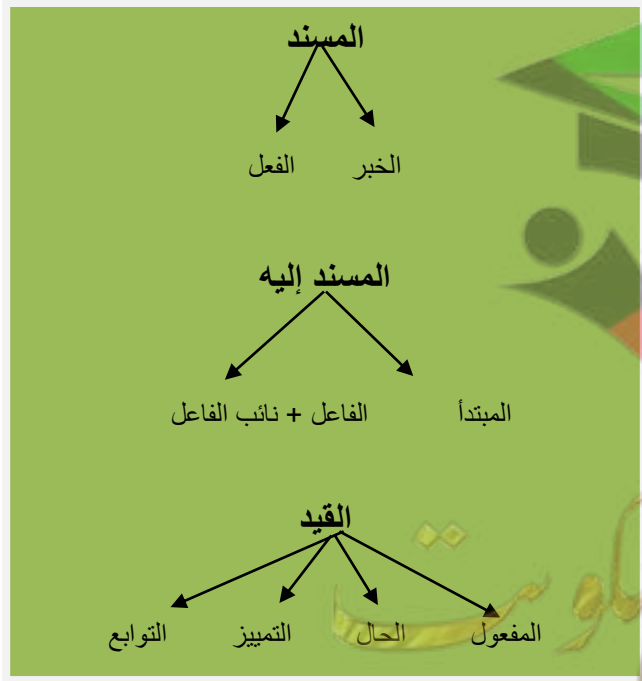 المسند
الخبر الفعل
المسند إليه
المبتدأ الفاعل + نائب الفاعل
القيد
المفعول الحال التمييز التوابع